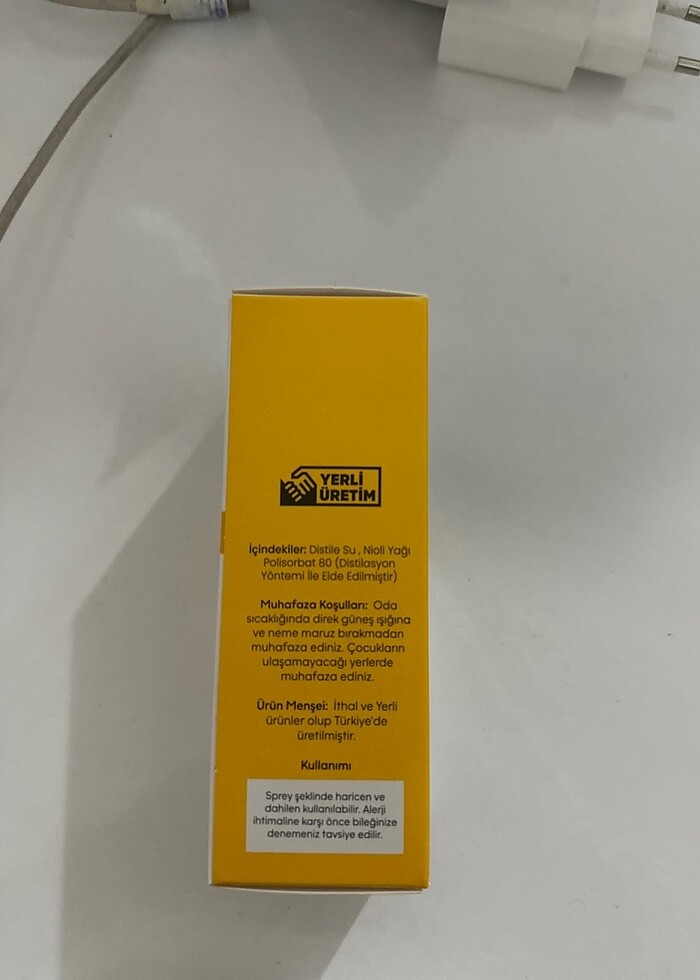 YERLİ
ÜRETİM
İçindekiler: Distile Su , Nioli Yağı
Polisorbat 80 (Distilasyon
Yöntemi İle Elde Edilmiştir)
Muhafaza Koşulları: Oda
sıcaklığında direk güneş ışığına
ve neme maruz bırakmadan
muhafaza ediniz. Çocukların
ulaşamayacağı yerlerde
muhafaza ediniz.
Ürün Menşei: İthal ve Yerli
ürünler olup Türkiye'de
üretilmiştir.
Kullanımı
Sprey şeklinde haricen ve
dahilen kullanılabilir. Alerji
ihtimaline karşı önce bileğinize
denemeniz tavsiye edilir.